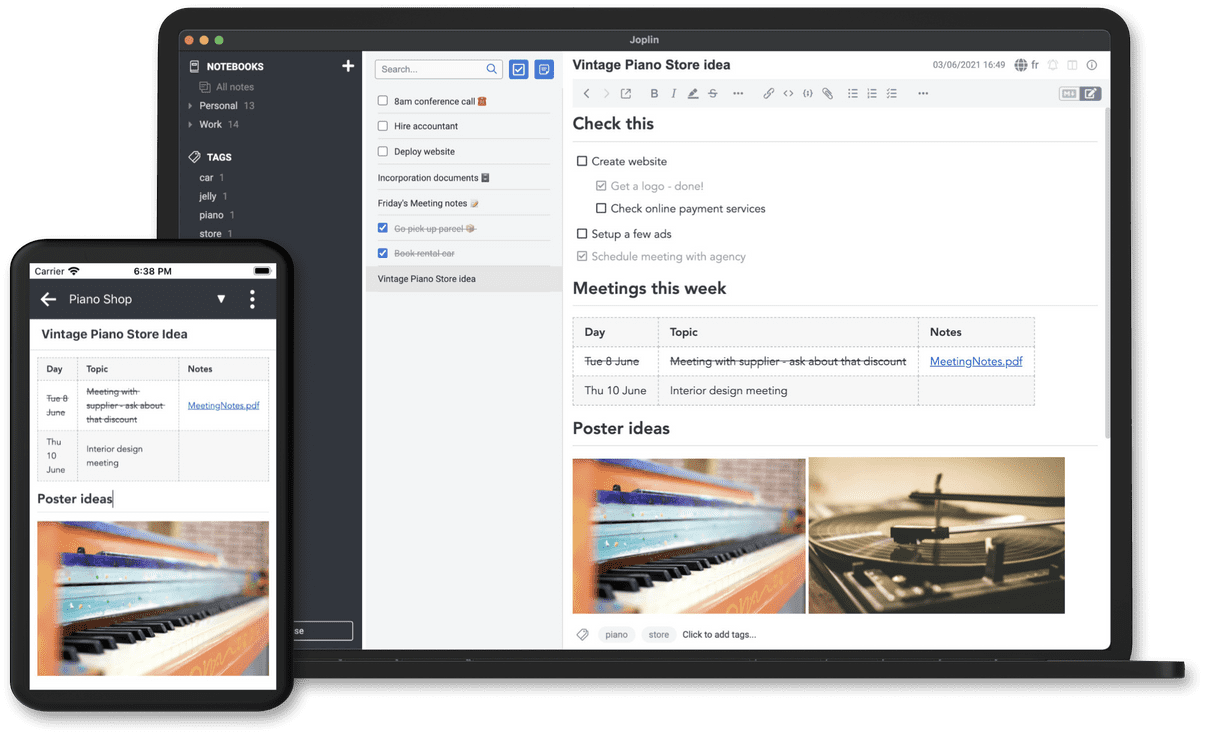 Joplin
NOTEBOOKS
All notes
Personal 13
Work 14
TAGS
car 1
jelly 1
piano 1
store 1
Search...
8am conference call
Hire accountant
Deploy website
Incorporation documents
Friday's Meeting notes
Go pick up parcel
Book rental car
Vintage Piano Store idea
Vintage Piano Store idea
03/06/2021 16:49 fr
B I S
M
Check this
Create website
Get a logo - done!
Check online payment services
Setup a few ads
Schedule meeting with agency
Meetings this week
Day Topic Notes
Tue 8 June Meeting with supplier - ask about that discount MeetingNotes.pdf
Thu 10 June Interior design meeting
Poster ideas
piano store Click to add tags...
Carrier 6:38 PM
Piano Shop
Vintage Piano Store Idea
Day Topic Notes
Tue 8
June
Meeting with
supplier - ask about
that discount
MeetingNotes.pdf
Thu
10
June
Interior design
meeting
Poster ideas